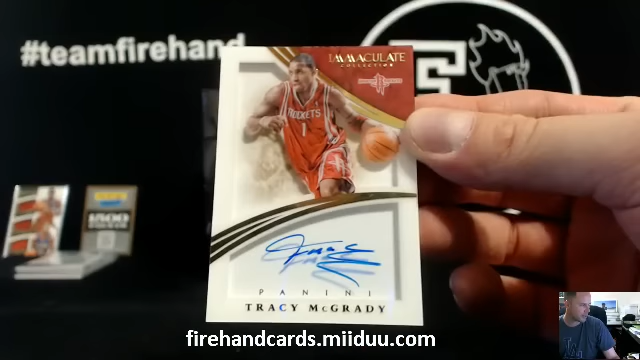 #teamfirehand
IMMACULATE
COLLECTION
ROCKETS
1
PANINI
TRACY McGRADY
firehandcards.miiduu.com